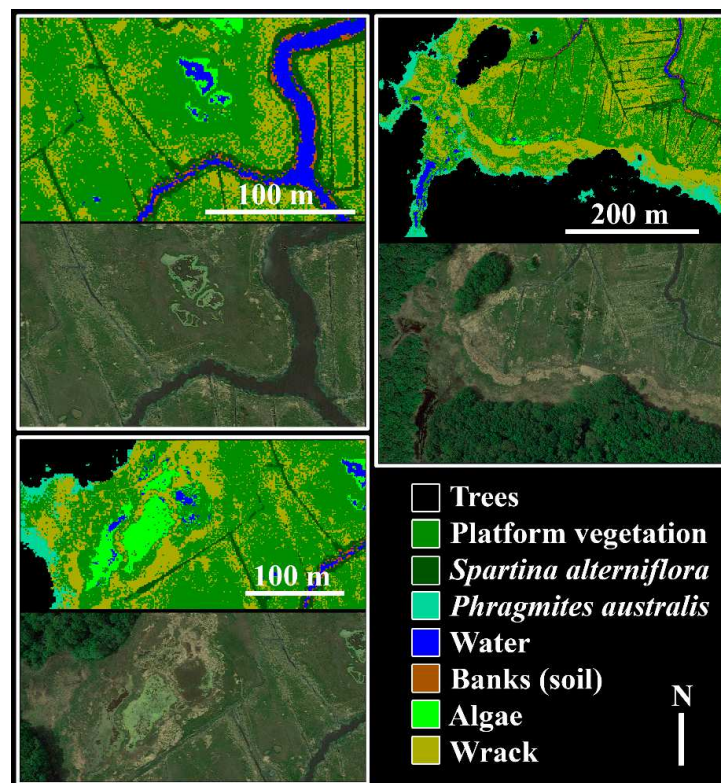 100 m
200 m
100 m
Trees
Platform vegetation
Spartina alterniflora
Phragmites australis
Water
Banks (soil)
Algae
Wrack
N